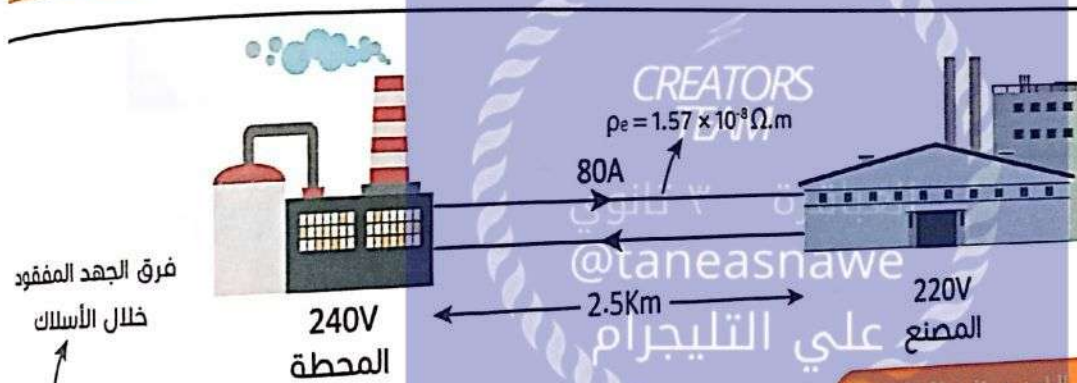 CREATORS
TEAM
ρe = 1.57 × 10⁻⁸ Ω.m
80A
٣ ثانوي
@taneasnawe
2.5Km
علي التليجرام
240V
المحطة
220V
المصنع
فرق الجهد المفقود
خلال الأسلاك